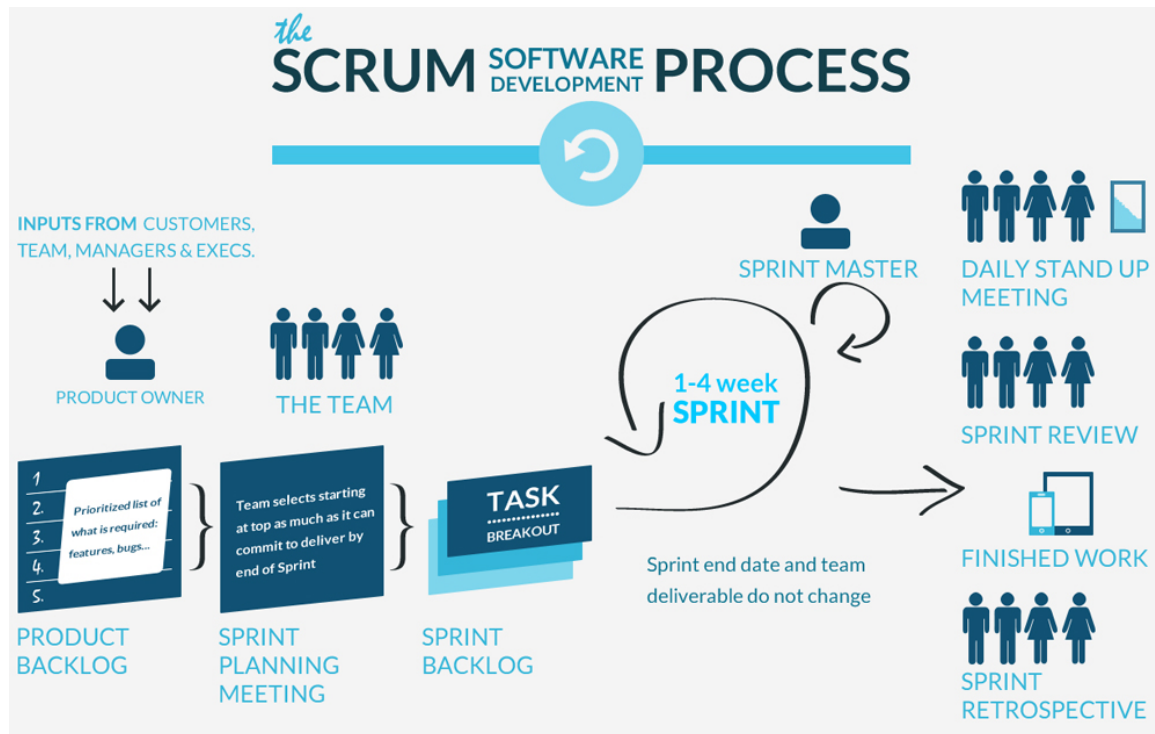 the
SCRUM SOFTWARE DEVELOPMENT PROCESS
INPUTS FROM CUSTOMERS,
TEAM, MANAGERS & EXECS.
PRODUCT OWNER
THE TEAM
1
2.
3.
4.
5.
Prioritized list of
what is required:
features, bugs...
PRODUCT
BACKLOG
Team selects starting
at top as much as it can
commit to deliver by
end of Sprint
SPRINT
PLANNING
MEETING
TASK
BREAKOUT
SPRINT
BACKLOG
1-4 week
SPRINT
Sprint end date and team
deliverable do not change
SPRINT MASTER
DAILY STAND UP
MEETING
SPRINT REVIEW
FINISHED WORK
SPRINT
RETROSPECTIVE